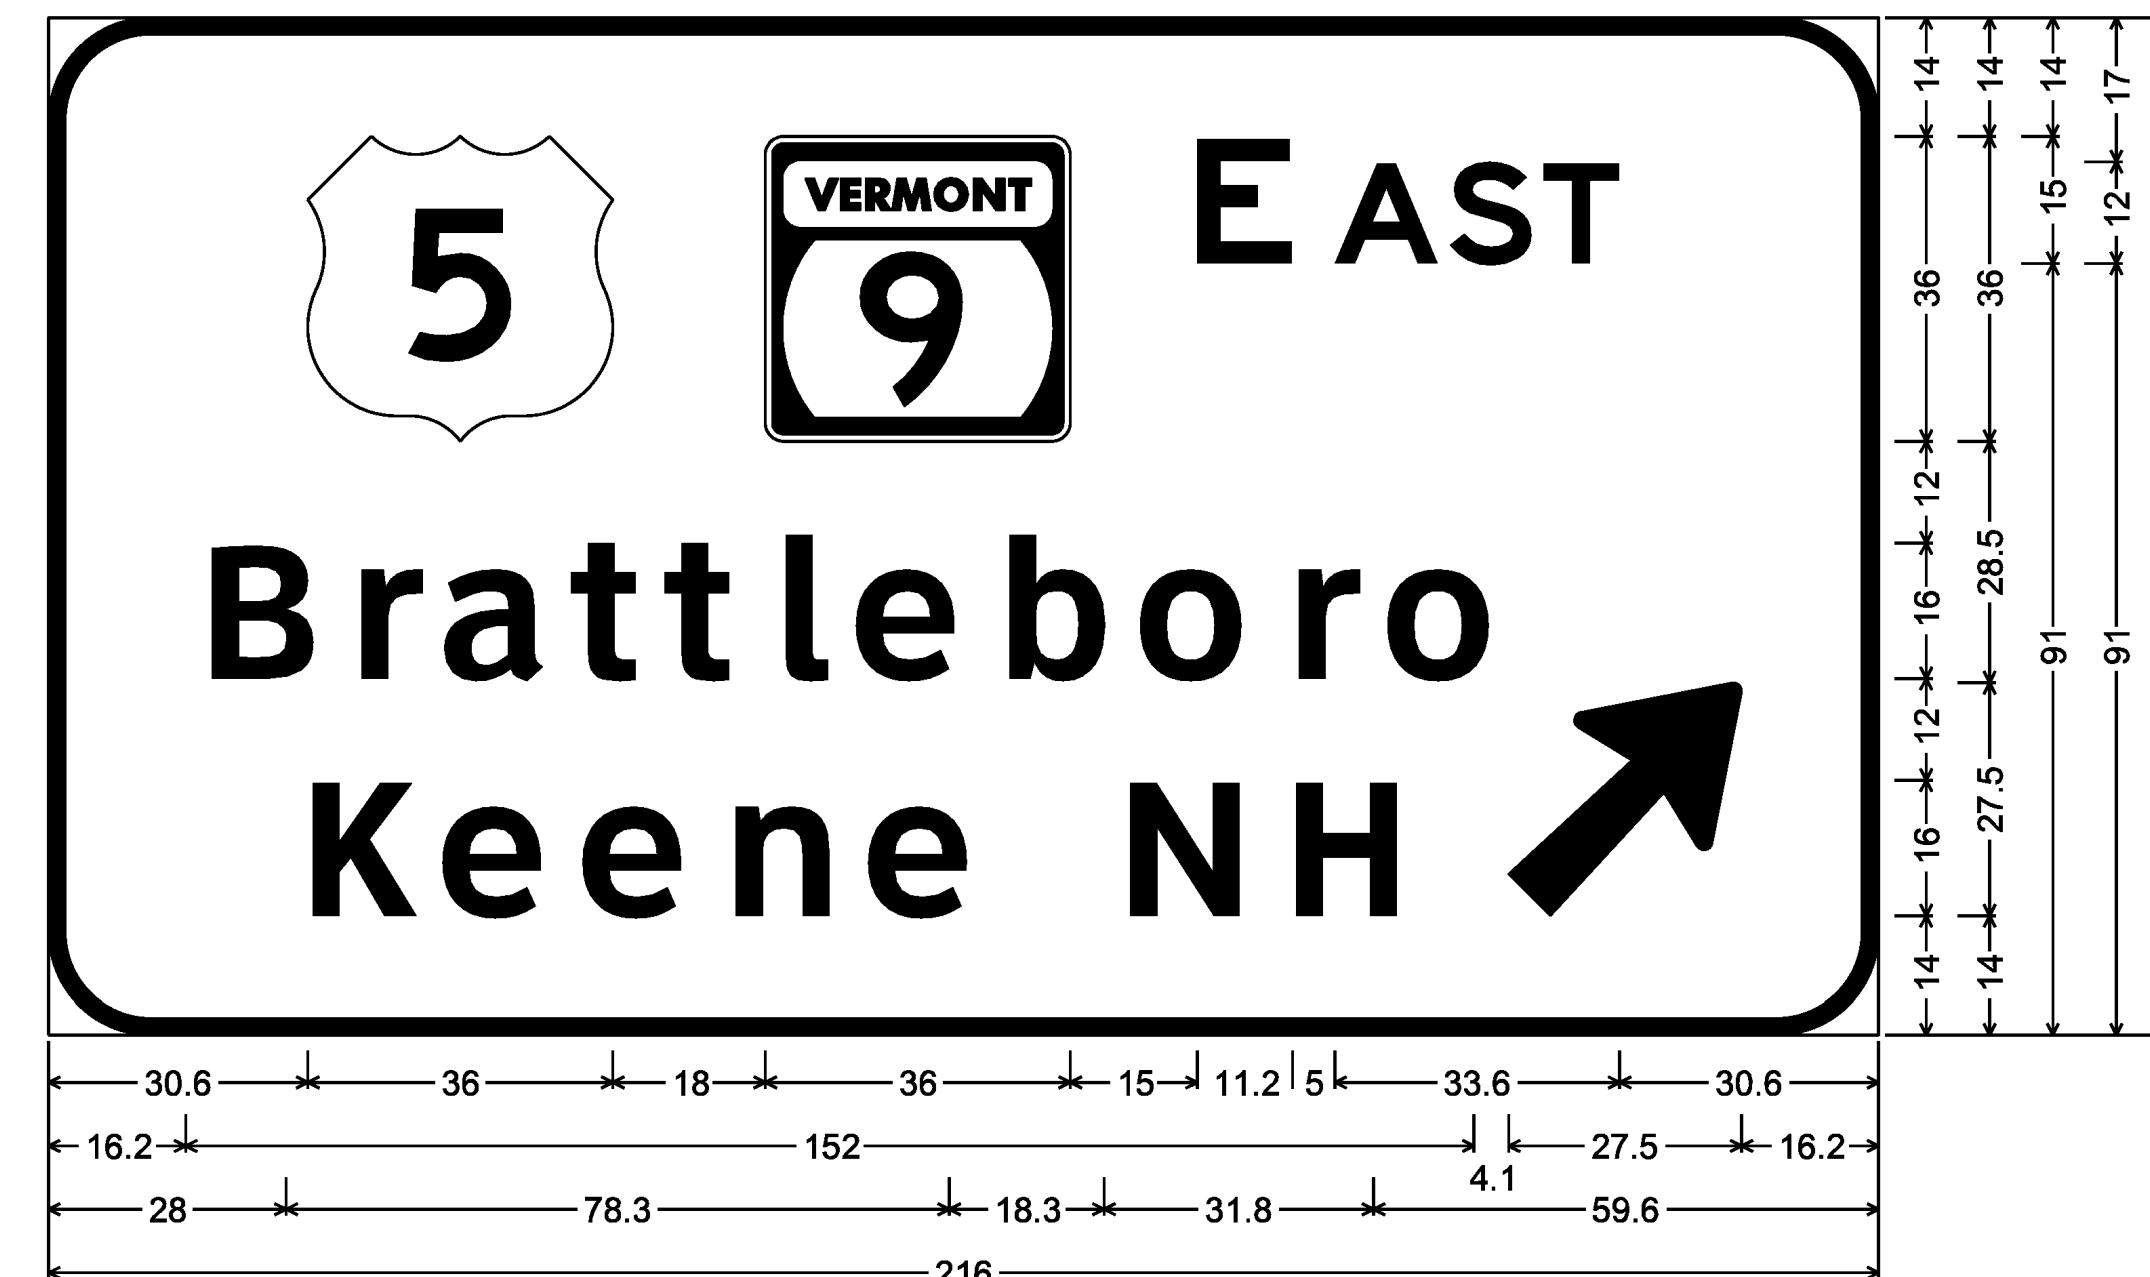 5 VERMONT 9 EAST
Brattleboro
Keene NH
14 14 14 17
36 36 15 12
12 28.5 91 91
16
12 27.5
16
14 14
30.6 36 18 36 15 11.2 5 33.6 30.6
16.2 152 4.1 27.5 16.2
28 78.3 18.3 31.8 59.6
216